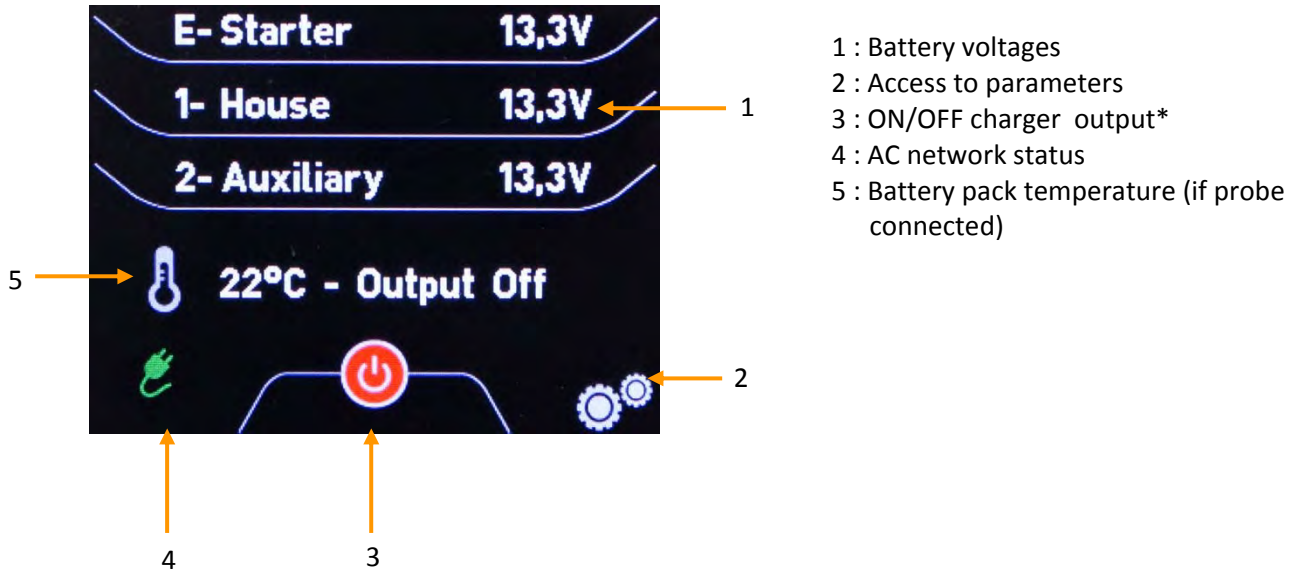 E- Starter 13,3V
1- House 13,3V
2- Auxiliary 13,3V
22°C - Output Off
1
5
2
4
3
1 : Battery voltages
2 : Access to parameters
3 : ON/OFF charger output*
4 : AC network status
5 : Battery pack temperature (if probe
connected)